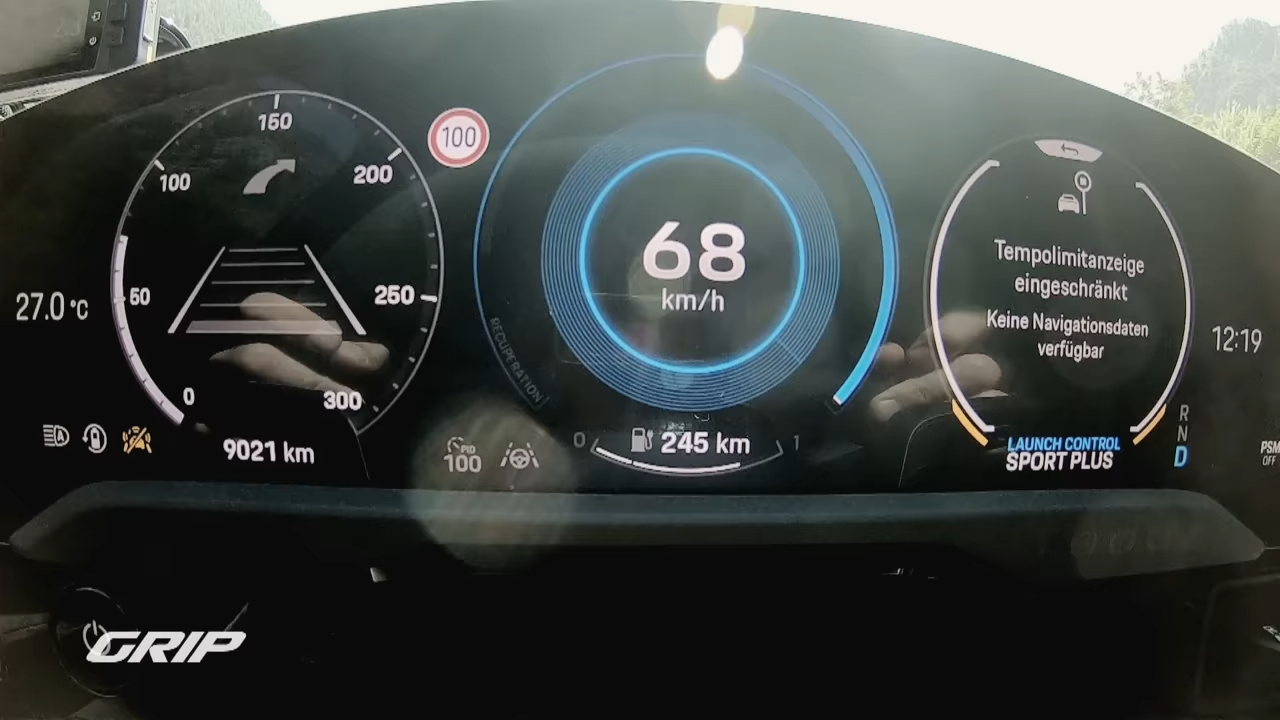 150
100
200
50
250
0
300
27.0 °C
9021 km
100
68
km/h
RECUPERATION
PID
100
0
245 km
1
Tempolimitanzeige
eingeschränkt
Keine Navigationsdaten
verfügbar
LAUNCH CONTROL
SPORT PLUS
R
N
D
12:19
PSM
OFF
GRIP